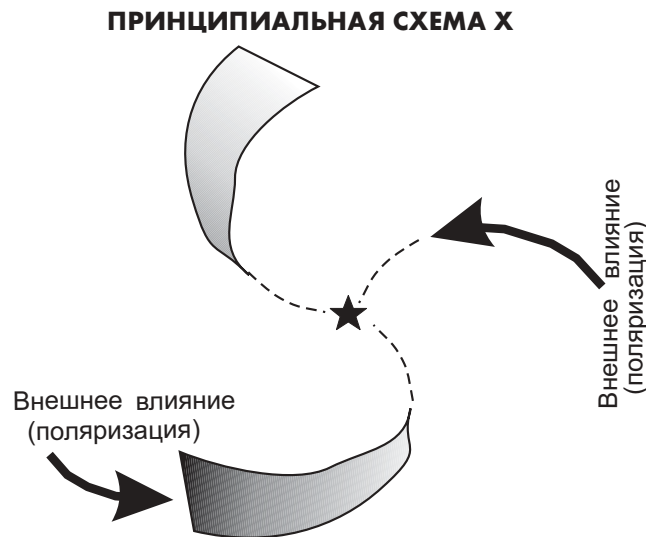 ПРИНЦИПИАЛЬНАЯ СХЕМА X
Внешнее влияние
(поляризация)
Внешнее влияние
(поляризация)